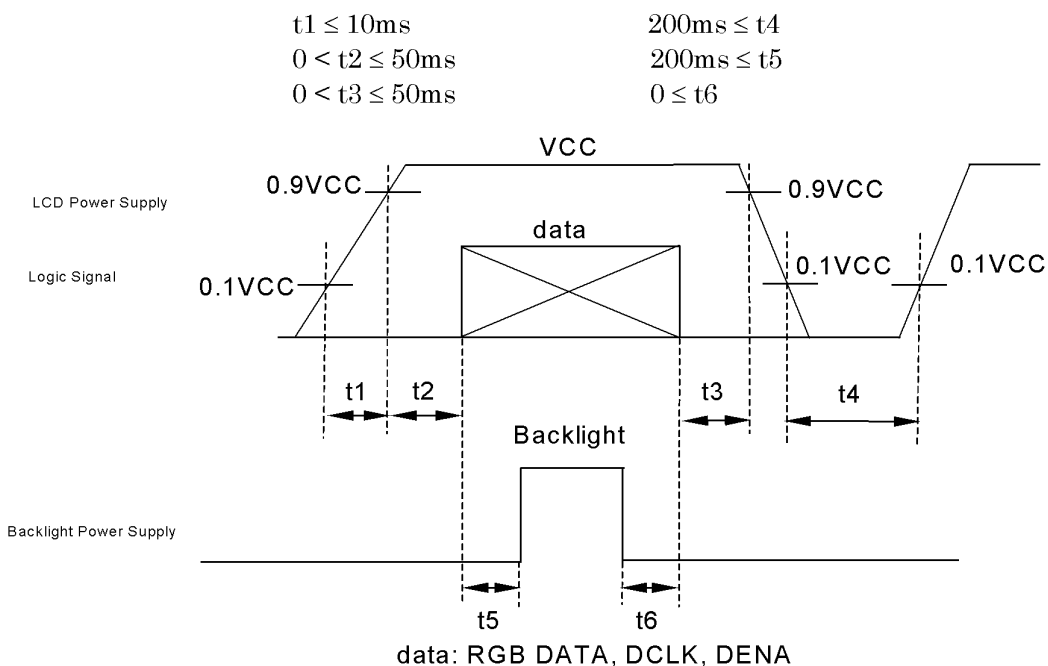 t1 ≤ 10ms 200ms ≤ t4
0 < t2 ≤ 50ms 200ms ≤ t5
0 < t3 ≤ 50ms 0 ≤ t6
VCC
0.9VCC 0.9VCC
LCD Power Supply
data
Logic Signal
0.1VCC 0.1VCC 0.1VCC
t1 t2 t3 t4
Backlight
Backlight Power Supply
t5 t6
data: RGB DATA, DCLK, DENA